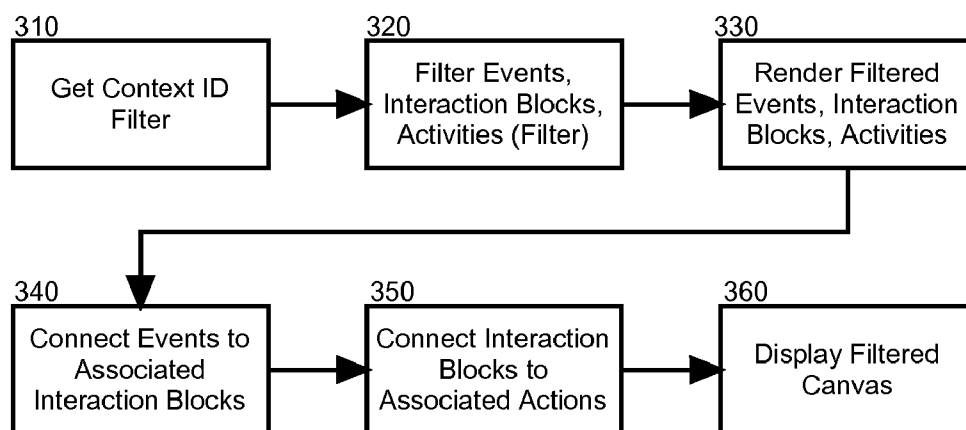 310
Get Context ID
Filter
320
Filter Events,
Interaction Blocks,
Activities (Filter)
330
Render Filtered
Events, Interaction
Blocks, Activities
340
Connect Events to
Associated
Interaction Blocks
350
Connect Interaction
Blocks to
Associated Actions
360
Display Filtered
Canvas